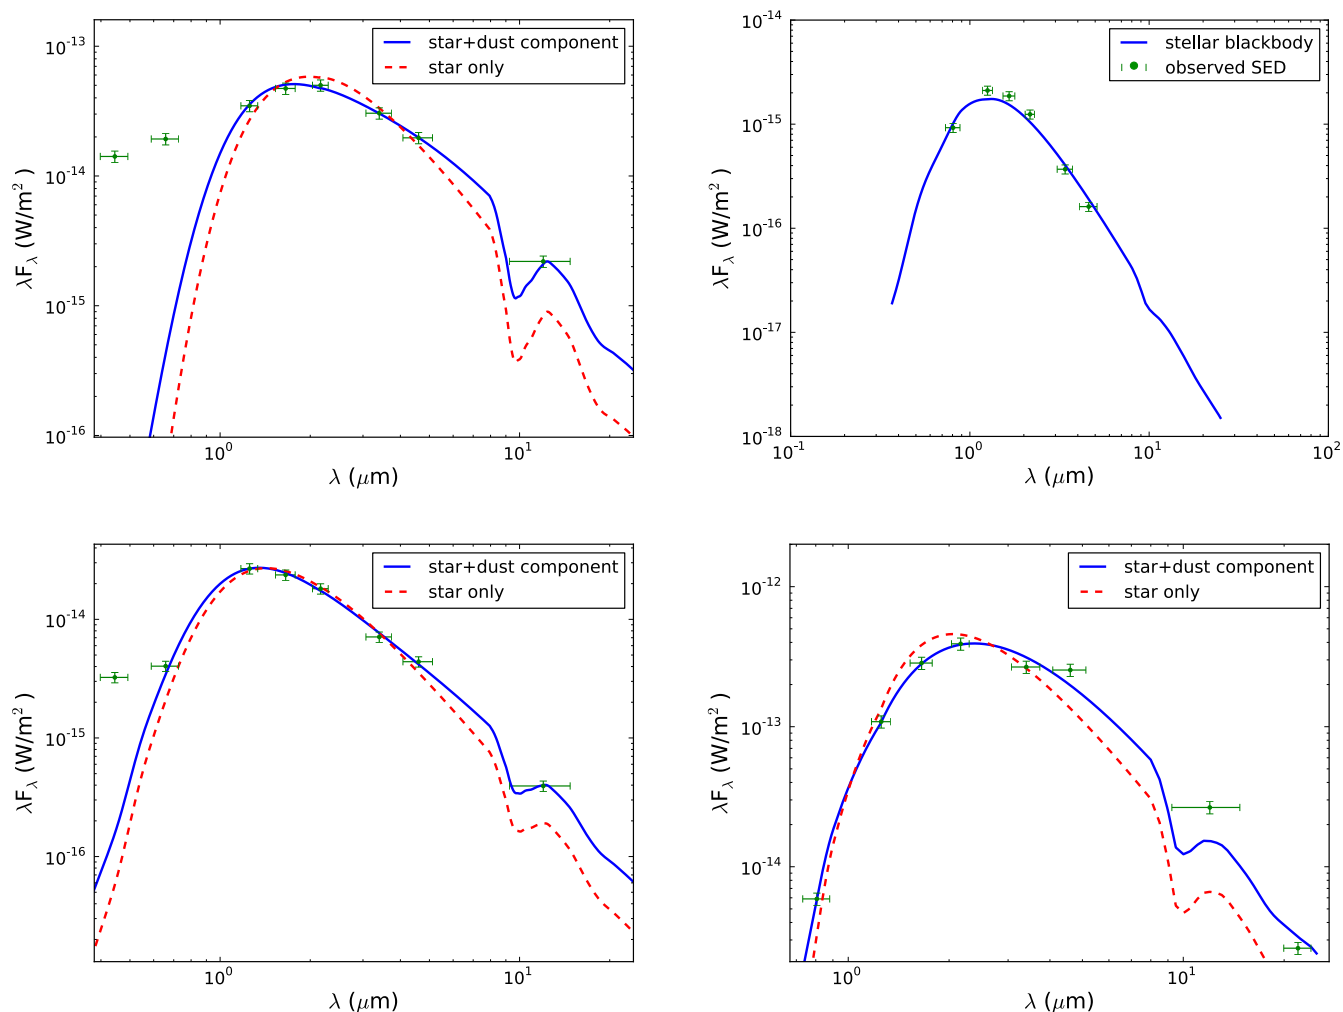 star+dust component
star only
λF_λ (W/m²)
10⁻¹³
10⁻¹⁴
10⁻¹⁵
10⁻¹⁶
10⁰ 10¹
λ (μm)
stellar blackbody
observed SED
λF_λ (W/m²)
10⁻¹⁴
10⁻¹⁵
10⁻¹⁶
10⁻¹⁷
10⁻¹⁸
10⁻¹ 10⁰ 10¹ 10²
λ (μm)
star+dust component
star only
λF_λ (W/m²)
10⁻¹⁴
10⁻¹⁵
10⁻¹⁶
10⁰ 10¹
λ (μm)
star+dust component
star only
λF_λ (W/m²)
10⁻¹²
10⁻¹³
10⁻¹⁴
10⁰ 10¹
λ (μm)